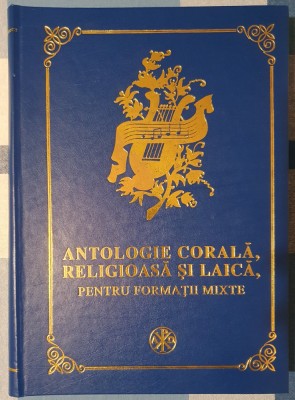 ANTOLOGIE CORALĂ,
RELIGIOASĂ ȘI LAICĂ,
PENTRU FORMAȚII MIXTE